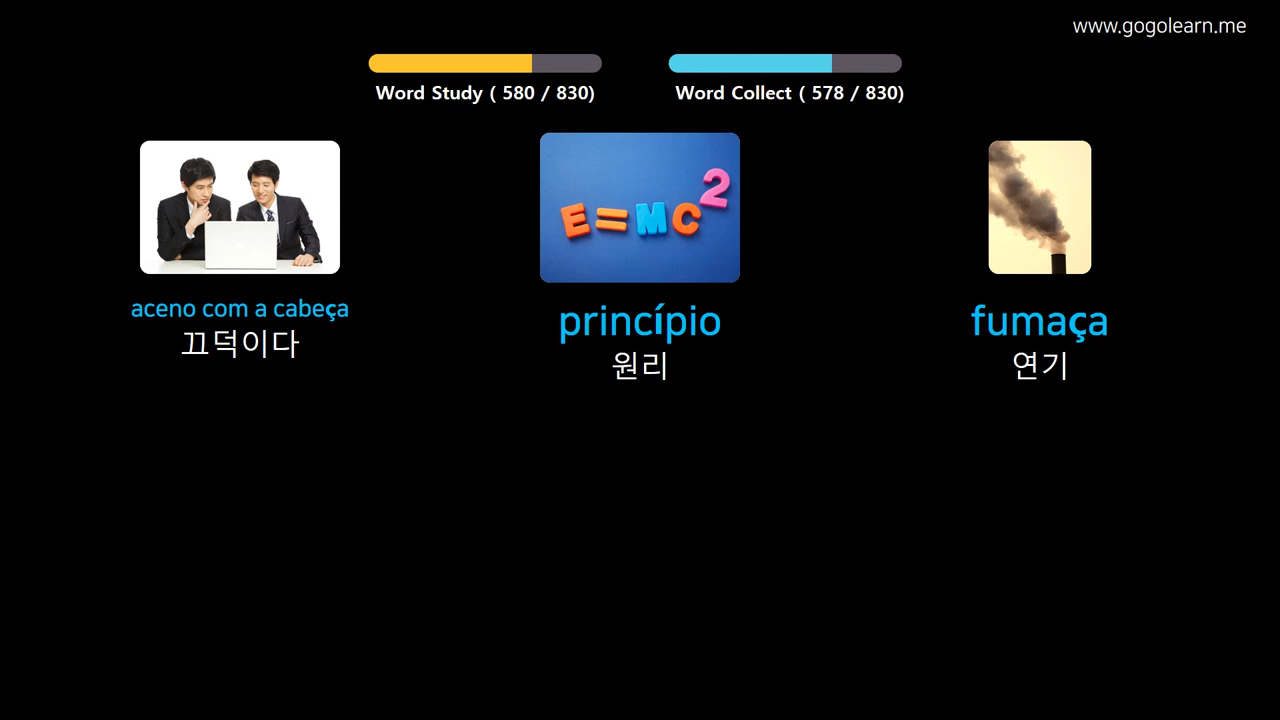 www.gogolearn.me
Word Study ( 580 / 830)
Word Collect ( 578 / 830)
E=MC2
aceno com a cabeça
끄덕이다
princípio
원리
fumaça
연기